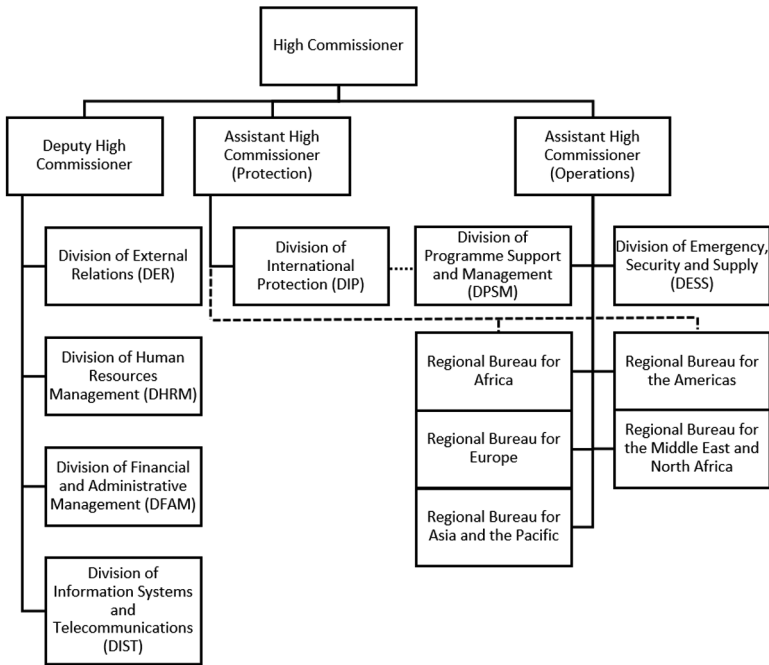 High Commissioner
Deputy High
Commissioner
Assistant High
Commissioner
(Protection)
Assistant High
Commissioner
(Operations)
Division of External
Relations (DER)
Division of
International
Protection (DIP)
Division of
Programme Support
and Management
(DPSM)
Division of Emergency,
Security and Supply
(DESS)
Division of Human
Resources
Management (DHRM)
Regional Bureau for
Africa
Regional Bureau for
the Americas
Division of Financial
and Administrative
Management (DFAM)
Regional Bureau for
Europe
Regional Bureau for
the Middle East and
North Africa
Regional Bureau for
Asia and the Pacific
Division of
Information Systems
and
Telecommunications
(DIST)